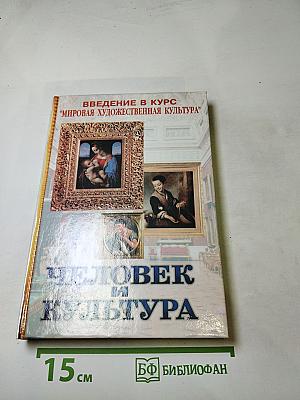 ВВЕДЕНИЕ В КУРС
"МИРОВАЯ ХУДОЖЕСТВЕННАЯ КУЛЬТУРА"
ЧЕЛОВЕК
И
КУЛЬТУРА
15 СМ
БФ БИБЛИОФАН